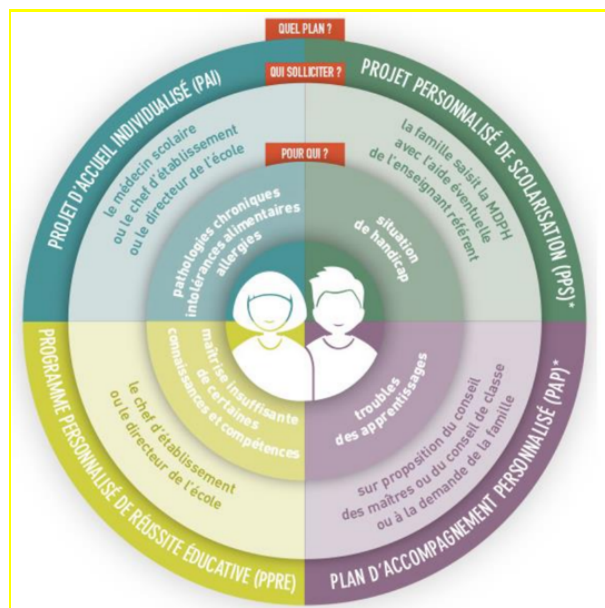 QUEL PLAN ?
QUI SOLLICITER ?
POUR QUI ?
PROJET D'ACCUEIL INDIVIDUALISÉ (PAI)
le médecin scolaire
ou le chef d'établissement
ou le directeur de l'école
pathologies chroniques
intolérances alimentaires
allergies
PROJET PERSONNALISÉ DE SCOLARISATION (PPS)*
la famille saisit la MDPH
avec l'aide éventuelle
de l'enseignant référent
situation
de handicap
PROGRAMME PERSONNALISÉ DE RÉUSSITE ÉDUCATIVE (PPRE)
le chef d'établissement
ou le directeur de l'école
maîtrise insuffisante
de certaines
connaissances et compétences
PLAN D'ACCOMPAGNEMENT PERSONNALISÉ (PAP)*
sur proposition du conseil
des maîtres ou du conseil de classe
ou à la demande de la famille
troubles
des apprentissages